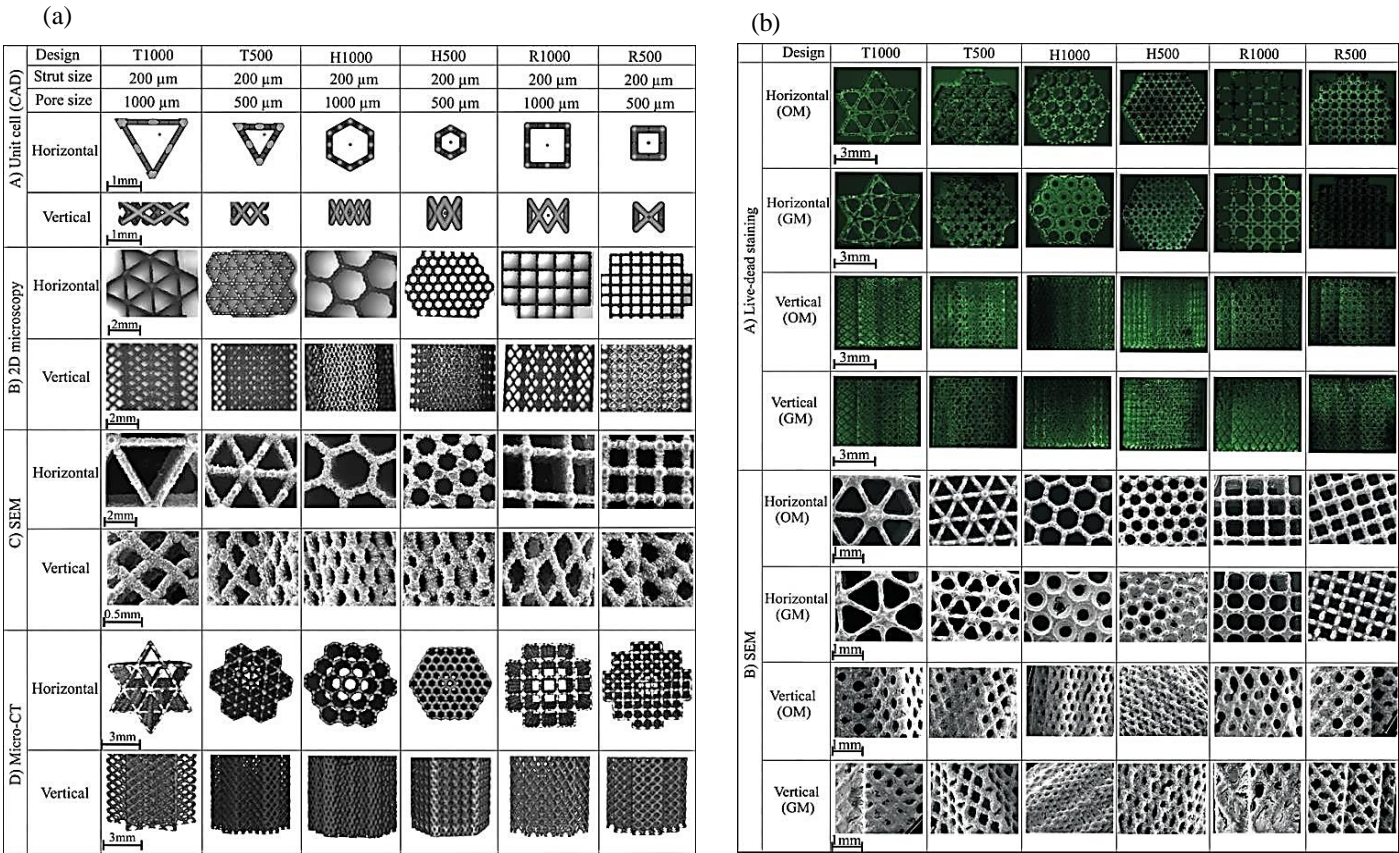 (a)
Design T1000 T500 H1000 H500 R1000 R500
Strut size 200 µm 200 µm 200 µm 200 µm 200 µm 200 µm
Pore size 1000 µm 500 µm 1000 µm 500 µm 1000 µm 500 µm
A) Unit cell (CAD)
Horizontal
1mm
Vertical
1mm
B) 2D microscopy
Horizontal
2mm
Vertical
2mm
C) SEM
Horizontal
2mm
Vertical
0.5mm
D) Micro-CT
Horizontal
3mm
Vertical
3mm
(b)
Design T1000 T500 H1000 H500 R1000 R500
A) Live-dead staining
Horizontal
(OM)
3mm
Horizontal
(GM)
3mm
Vertical
(OM)
3mm
Vertical
(GM)
3mm
B) SEM
Horizontal
(OM)
1mm
Horizontal
(GM)
1mm
Vertical
(OM)
1mm
Vertical
(GM)
1mm